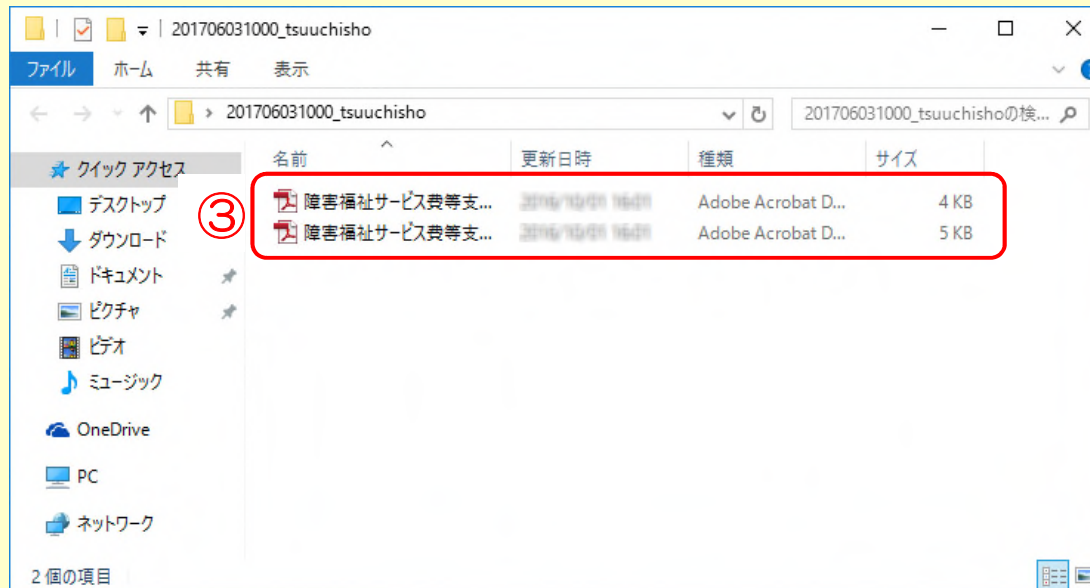 201706031000_tsuuchisho
ファイル ホーム 共有 表示
201706031000_tsuuchisho 201706031000_tsuuchishoの検...
名前 更新日時 種類 サイズ
クイック アクセス
デスクトップ
ダウンロード
ドキュメント
ピクチャ
ビデオ
ミュージック
OneDrive
PC
ネットワーク
③
障害福祉サービス費等支... Adobe Acrobat D... 4 KB
障害福祉サービス費等支... Adobe Acrobat D... 5 KB
2 個の項目